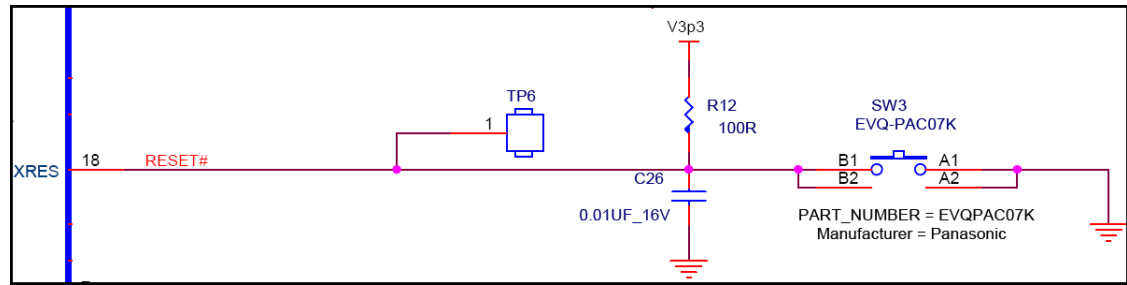 V3p3
TP6
1
R12
100R
SW3
EVQ-PAC07K
XRES
18
RESET#
B1
A1
B2
A2
C26
0.01UF_16V
PART_NUMBER = EVQPAC07K
Manufacturer = Panasonic